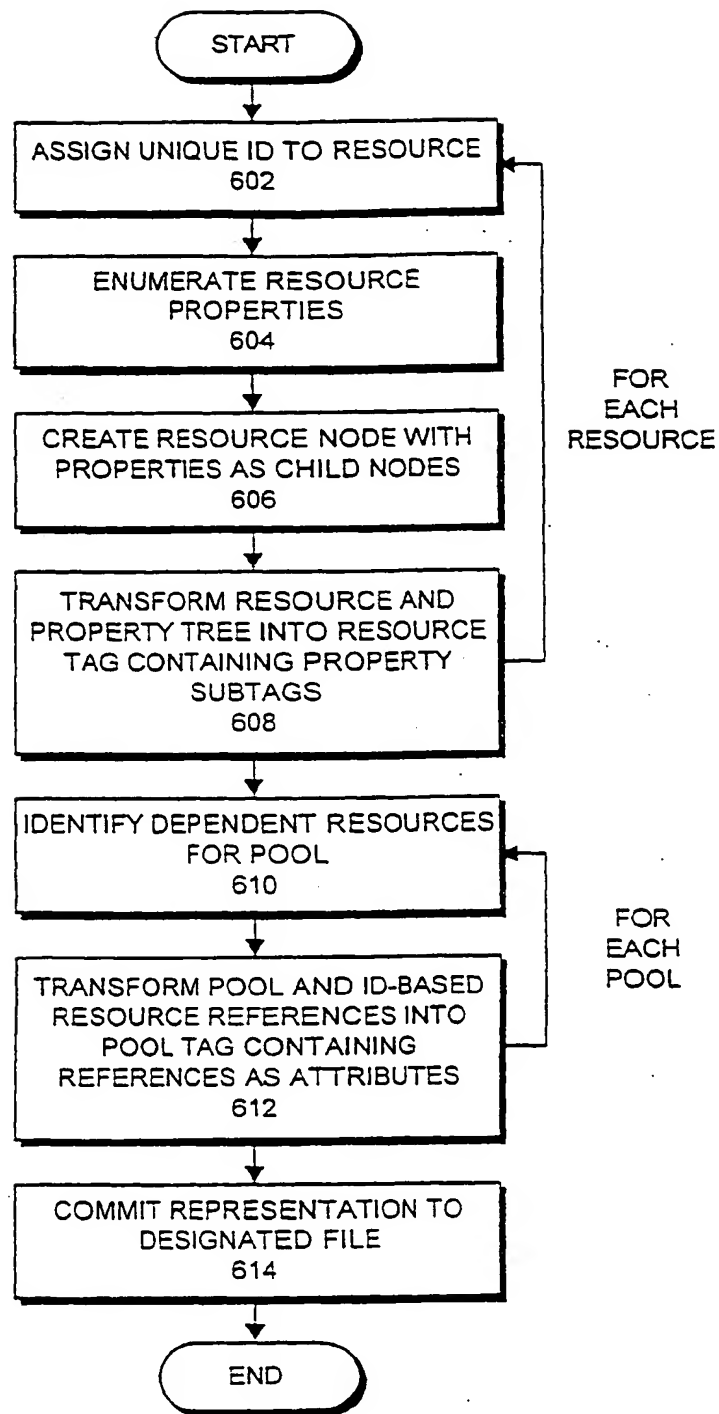 START
ASSIGN UNIQUE ID TO RESOURCE
602
ENUMERATE RESOURCE
PROPERTIES
604
CREATE RESOURCE NODE WITH
PROPERTIES AS CHILD NODES
606
TRANSFORM RESOURCE AND
PROPERTY TREE INTO RESOURCE
TAG CONTAINING PROPERTY
SUBTAGS
608
FOR
EACH
RESOURCE
IDENTIFY DEPENDENT RESOURCES
FOR POOL
610
TRANSFORM POOL AND ID-BASED
RESOURCE REFERENCES INTO
POOL TAG CONTAINING
REFERENCES AS ATTRIBUTES
612
FOR
EACH
POOL
COMMIT REPRESENTATION TO
DESIGNATED FILE
614
END